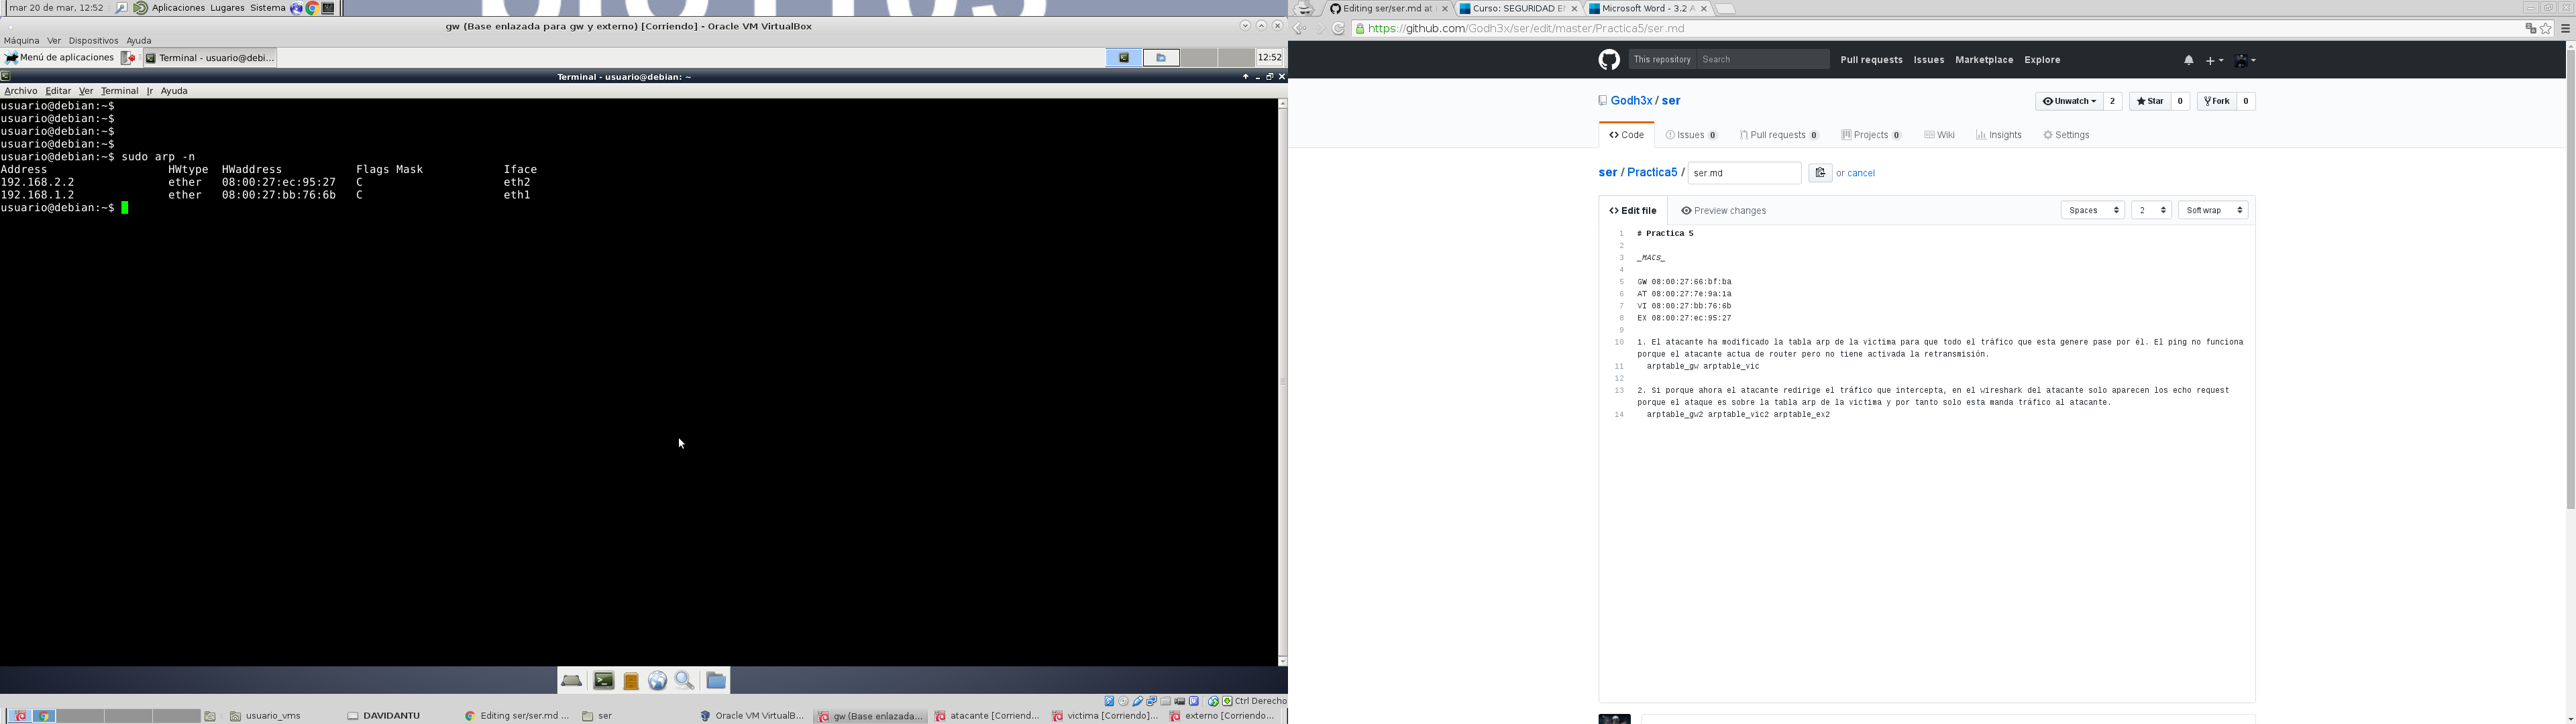 mar 20 de mar, 12:52 Aplicaciones Lugares Sistema
gw (Base enlazada para gw y externo) [Corriendo] - Oracle VM VirtualBox
Máquina Ver Dispositivos Ayuda
Menú de aplicaciones Terminal - usuario@debi... 12:52
Terminal - usuario@debian: ~
Archivo Editar Ver Terminal Ir Ayuda
usuario@debian:~$
usuario@debian:~$
usuario@debian:~$
usuario@debian:~$
usuario@debian:~$ sudo arp -n
Address HWtype HWaddress Flags Mask Iface
192.168.2.2 ether 08:00:27:ec:95:27 C eth2
192.168.1.2 ether 08:00:27:bb:76:6b C eth1
usuario@debian:~$
Ctrl Derecho
usuario_vms DAVIDANTU Editing ser/ser.md ... ser Oracle VM VirtualB... gw (Base enlazada... atacante [Corriend... victima [Corriendo]... externo [Corriendo...
Editing ser/ser.md at Curso: SEGURIDAD E Microsoft Word - 3.2 A
https://github.com/Godh3x/ser/edit/master/Practica5/ser.md
This repository Search Pull requests Issues Marketplace Explore
Godh3x / ser Unwatch 2 Star 0 Fork 0
Code Issues 0 Pull requests 0 Projects 0 Wiki Insights Settings
ser / Practica5 / ser.md or cancel
Edit file Preview changes Spaces 2 Soft wrap
1 # Practica 5
2
3 _MACS_
4
5 GW 08:00:27:66:bf:ba
6 AT 08:00:27:7e:9a:1a
7 VI 08:00:27:bb:76:6b
8 EX 08:00:27:ec:95:27
9
10 1. El atacante ha modificado la tabla arp de la victima para que todo el tráfico que esta genere pase por él. El ping no funciona
porque el atacante actua de router pero no tiene activada la retransmisión.
11 arptable_gw arptable_vic
12
13 2. Si porque ahora el atacante redirige el tráfico que intercepta, en el wireshark del atacante solo aparecen los echo request
porque el ataque es sobre la tabla arp de la victima y por tanto solo esta manda tráfico al atacante.
14 arptable_gw2 arptable_vic2 arptable_ex2